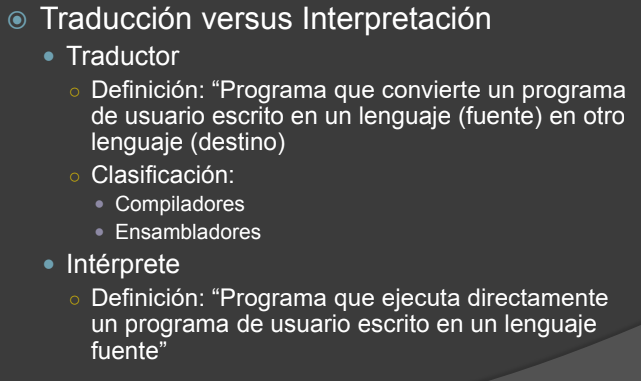 Traducción versus Interpretación
Traductor
Definición: “Programa que convierte un programa
de usuario escrito en un lenguaje (fuente) en otro
lenguaje (destino)
Clasificación:
Compiladores
Ensambladores
Intérprete
Definición: “Programa que ejecuta directamente
un programa de usuario escrito en un lenguaje
fuente”